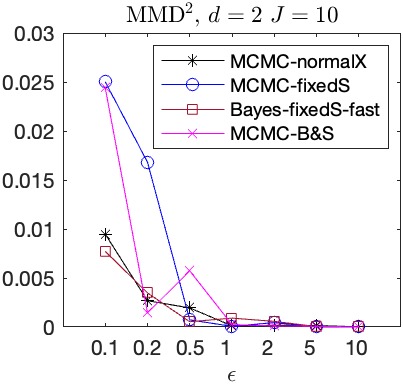 MMD², d = 2 J = 10
0.03
0.025
0.02
0.015
0.01
0.005
0
MCMC-normalX
MCMC-fixedS
Bayes-fixedS-fast
MCMC-B&S
0.1 0.2 0.5 1 2 5 10
ϵ